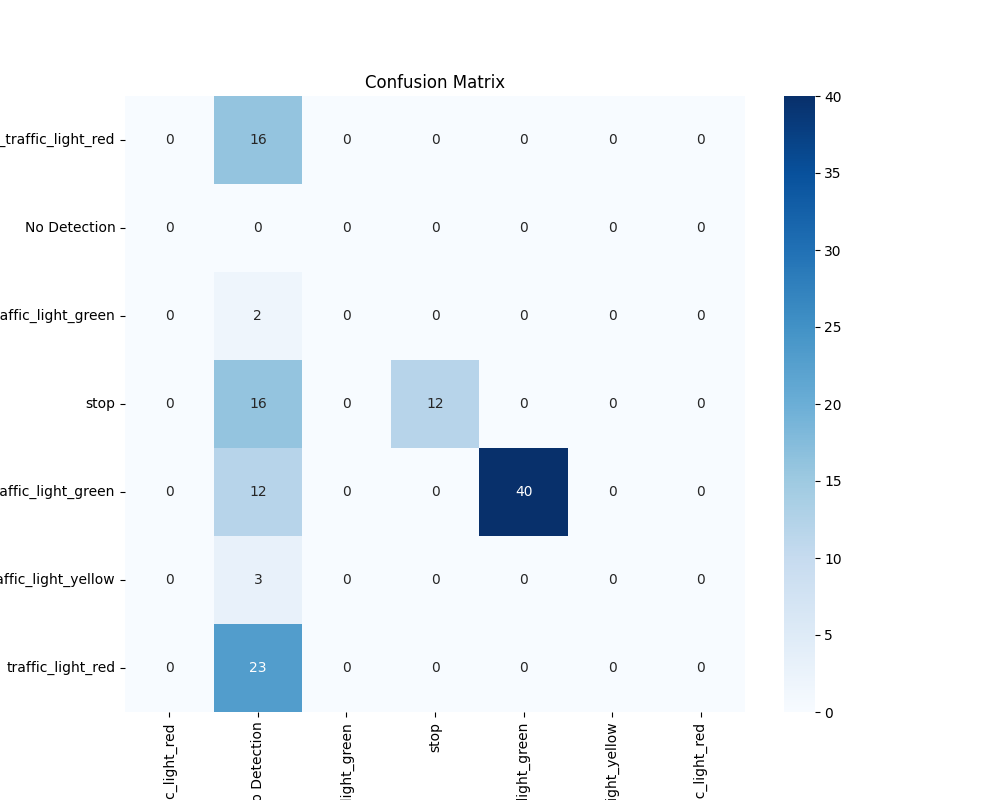 Confusion Matrix
_traffic_light_red 0 16 0 0 0 0 0
No Detection 0 0 0 0 0 0 0
affic_light_green 0 2 0 0 0 0 0
stop 0 16 0 12 0 0 0
affic_light_green 0 12 0 0 40 0 0
affic_light_yellow 0 3 0 0 0 0 0
traffic_light_red 0 23 0 0 0 0 0
c_light_red
o Detection
light_green
stop
light_green
ight_yellow
c_light_red
40
35
30
25
20
15
10
5
0